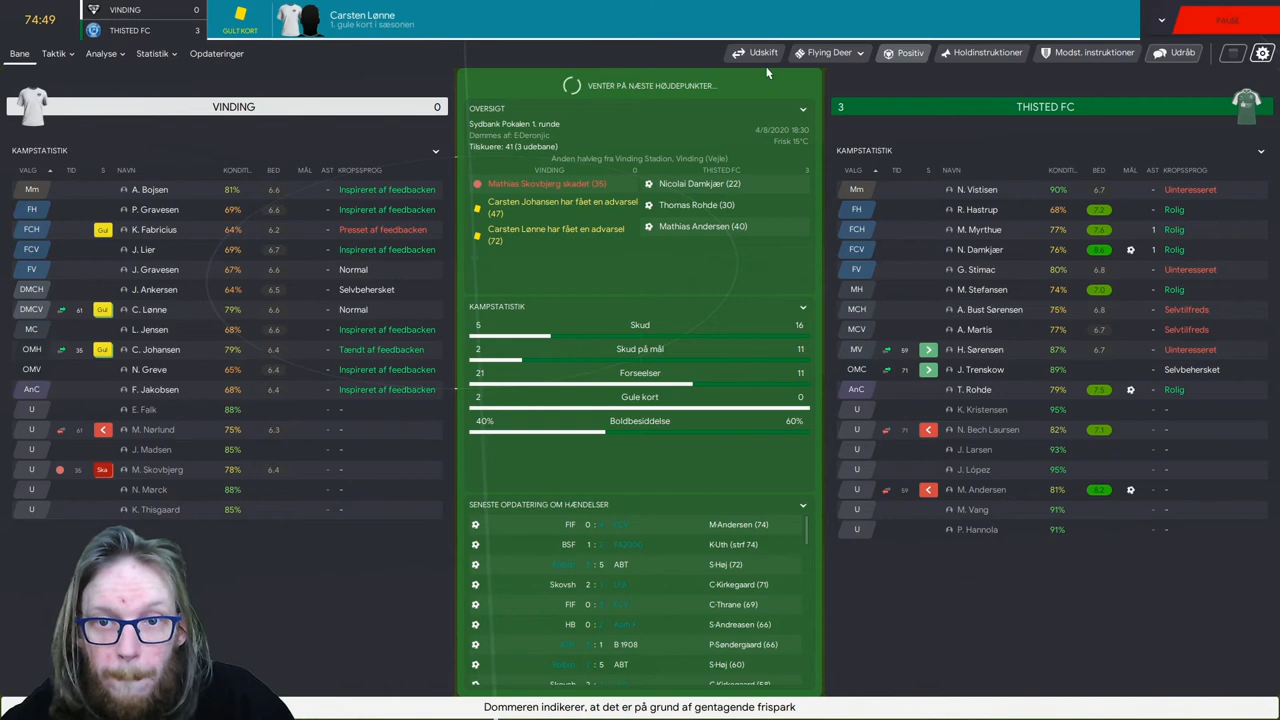 74:49
VINDING 0
THISTED FC 3
GULT KORT
Carsten Lønne
1. gule kort i sæsonen
PAUSE
Bane Taktik Analyse Statistik Opdateringer
Udskift Flying Deer Positiv Holdinstruktioner Modst. instruktioner Udråb
VINDING 0
KAMPSTATISTIK
VALG TID S NAVN KONDITI... BED MÅL AST KROPSSPROG
Mm A. Bojsen 81% 6.6 - Inspireret af feedbacken
FH P. Gravesen 69% 6.6 - Inspireret af feedbacken
FCH Gul K. Fabricius 64% 6.2 - Presset af feedbacken
FCV J. Lier 69% 6.7 - Inspireret af feedbacken
FV J. Gravesen 67% 6.6 - Normal
DMCH J. Ankersen 64% 6.5 - Selvbehersket
DMCV 61 Gul C. Lønne 79% 6.6 - Normal
MC L. Jensen 68% 6.6 - Inspireret af feedbacken
OMH 35 Gul C. Johansen 79% 6.4 - Tændt af feedbacken
OMV N. Greve 65% 6.6 - Inspireret af feedbacken
AnC F. Jakobsen 68% 6.4 - Inspireret af feedbacken
U E. Falk 88% - -
U 61 M. Nørlund 75% 6.3 - -
U J. Madsen 85% - -
U 35 Ska M. Skovbjerg 78% 6.4 - -
U N. Mørck 88% - -
U K. Thisgaard 85% - -
VENTER PÅ NÆSTE HØJDEPUNKTER...
OVERSIGT
Sydbank Pokalen 1. runde
Dømmes af: E·Deronjic
Tilskuere: 41 (3 udebane)
4/8/2020 18:30
Frisk 15°C
Anden halvleg fra Vinding Stadion, Vinding (Vejle)
VINDING 0 THISTED FC 3
Mathias Skovbjerg skadet (35)
Carsten Johansen har fået en advarsel (47)
Carsten Lønne har fået en advarsel (72)
Nicolai Damkjær (22)
Thomas Rohde (30)
Mathias Andersen (40)
KAMPSTATISTIK
5 Skud 16
2 Skud på mål 11
21 Forseelser 11
2 Gule kort 0
40% Boldbesiddelse 60%
SENESTE OPDATERING OM HÆNDELSER
FIF 0 : M·Andersen (74)
BSF 1 : K·Uth (strf 74)
: 5 ABT S·Høj (72)
Skovsh 2 : C·Kirkegaard (71)
FIF 0 : C·Thrane (69)
HB 0 : S·Andreasen (66)
: 1 B 1908 P·Søndergaard (66)
: 5 ABT S·Høj (60)
Skovsh 2 : C·Kirkegaard (58)
3 THISTED FC
KAMPSTATISTIK
VALG TID S NAVN KONDITI... BED MÅL AST KROPSSPROG
Mm N. Vistisen 90% 6.7 - Uinteresseret
FH R. Hastrup 68% 7.2 - Rolig
FCH M. Myrthue 77% 7.6 1 Rolig
FCV N. Damkjær 76% 8.6 1 Rolig
FV G. Stimac 80% 6.8 - Uinteresseret
MH M. Stefansen 74% 7.0 - Rolig
MCH A. Bust Sørensen 75% 6.8 - Selvtilfreds
MCV A. Martis 77% 6.7 - Selvtilfreds
MV 59 H. Sørensen 87% 6.7 - Uinteresseret
OMC 71 J. Trenskow 89% - Selvbehersket
AnC T. Rohde 79% 7.5 - Rolig
U K. Kristensen 95% - -
U 71 N. Bech Laursen 82% 7.1 - -
U J. Larsen 93% - -
U J. López 95% - -
U 59 M. Andersen 81% 8.2 - -
U M. Vang 91% - -
U P. Hannola 91% - -
Dommeren indikerer, at det er på grund af gentagende frispark